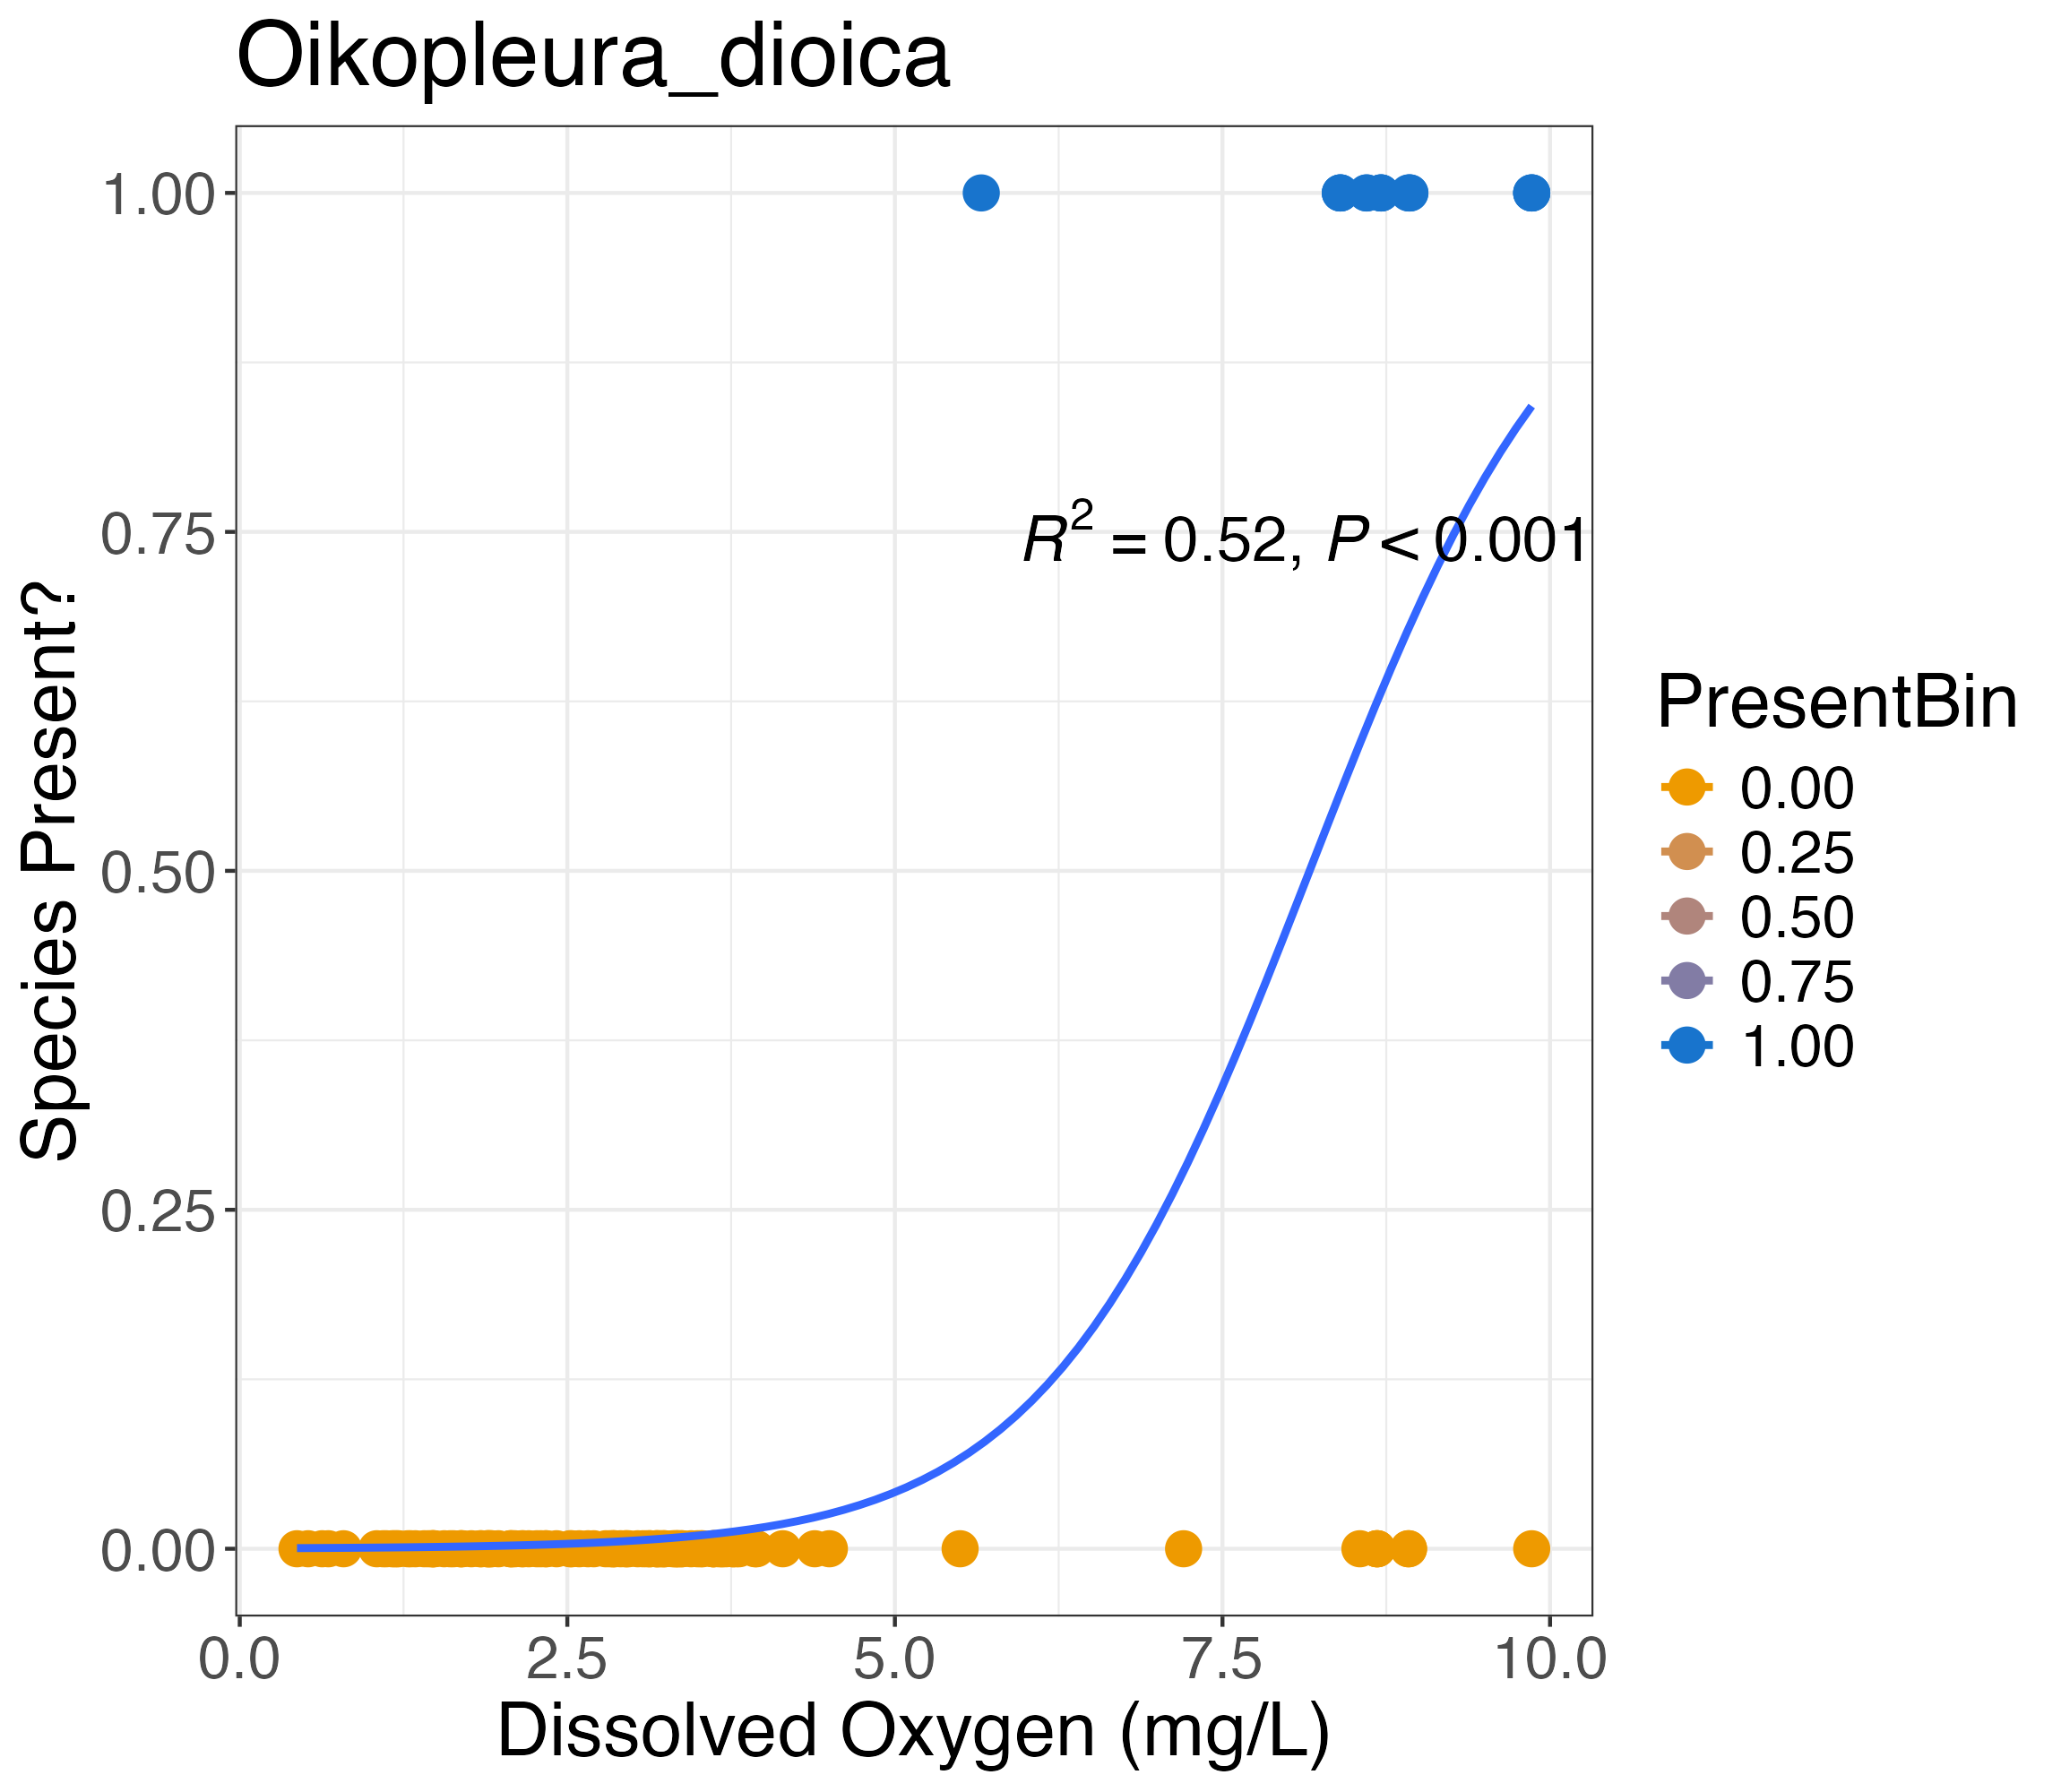 Oikopleura_dioica
1.00
0.75
0.50
0.25
0.00
Species Present?
R² = 0.52, P < 0.001
0.0 2.5 5.0 7.5 10.0
Dissolved Oxygen (mg/L)
PresentBin
0.00
0.25
0.50
0.75
1.00